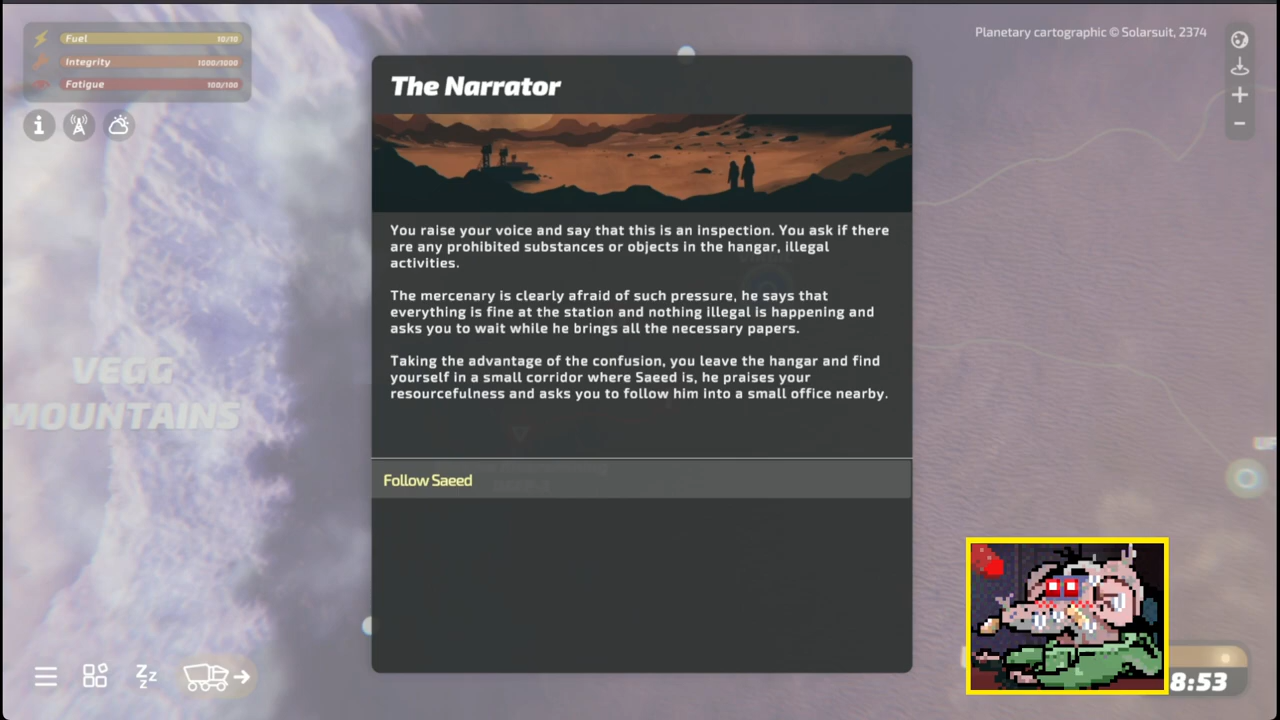 Fuel
10/10
Integrity
1000/1000
Fatigue
100/100
Planetary cartographic © Solarsuit, 2374
The Narrator
You raise your voice and say that this is an inspection. You ask if there
are any prohibited substances or objects in the hangar, illegal
activities.
The mercenary is clearly afraid of such pressure, he says that
everything is fine at the station and nothing illegal is happening and
asks you to wait while he brings all the necessary papers.
Taking the advantage of the confusion, you leave the hangar and find
yourself in a small corridor where Saeed is, he praises your
resourcefulness and asks you to follow him into a small office nearby.
Follow Saeed
VEGG
MOUNTAINS
Zzz
8:53